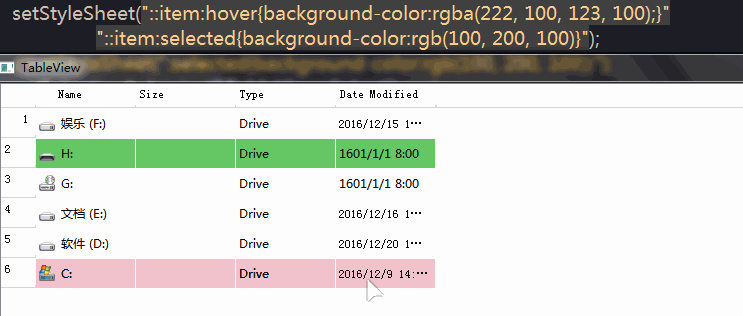 setStyleSheet("::item:hover{background-color:rgba(222, 100, 123, 100);}"
"::item:selected{background-color:rgb(100, 200, 100)}");
TableView
Name Size Type Date Modified
1 娱乐 (F:) Drive 2016/12/15 1…
2 H: Drive 1601/1/1 8:00
3 G: Drive 1601/1/1 8:00
4 文档 (E:) Drive 2016/12/16 1…
5 软件 (D:) Drive 2016/12/20 1…
6 C: Drive 2016/12/9 14:…